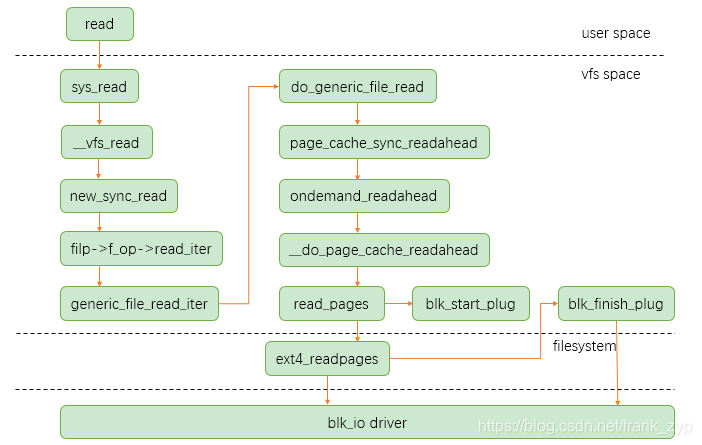 read
user space
sys_read
do_generic_file_read
vfs space
__vfs_read
page_cache_sync_readahead
new_sync_read
ondemand_readahead
filp->f_op->read_iter
__do_page_cache_readahead
generic_file_read_iter
read_pages
blk_start_plug
blk_finish_plug
filesystem
ext4_readpages
blk_io driver
https://blog.csdn.net/frank_zyp